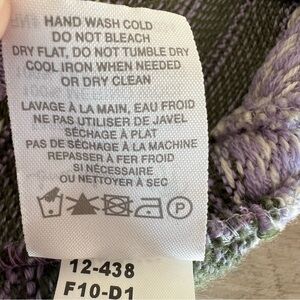 HAND WASH COLD
DO NOT BLEACH
DRY FLAT, DO NOT TUMBLE DRY
COOL IRON WHEN NEEDED
OR DRY CLEAN
LAVAGE À LA MAIN, EAU FROID
NE PAS UTILISER DE JAVEL
SÉCHAGE À PLAT
PAS DE SÉCHAGE À LA MACHINE
REPASSER À FER FROID
SI NÉCESSAIRE
OU NETTOYER À SEC
P
12-438
F10-D1